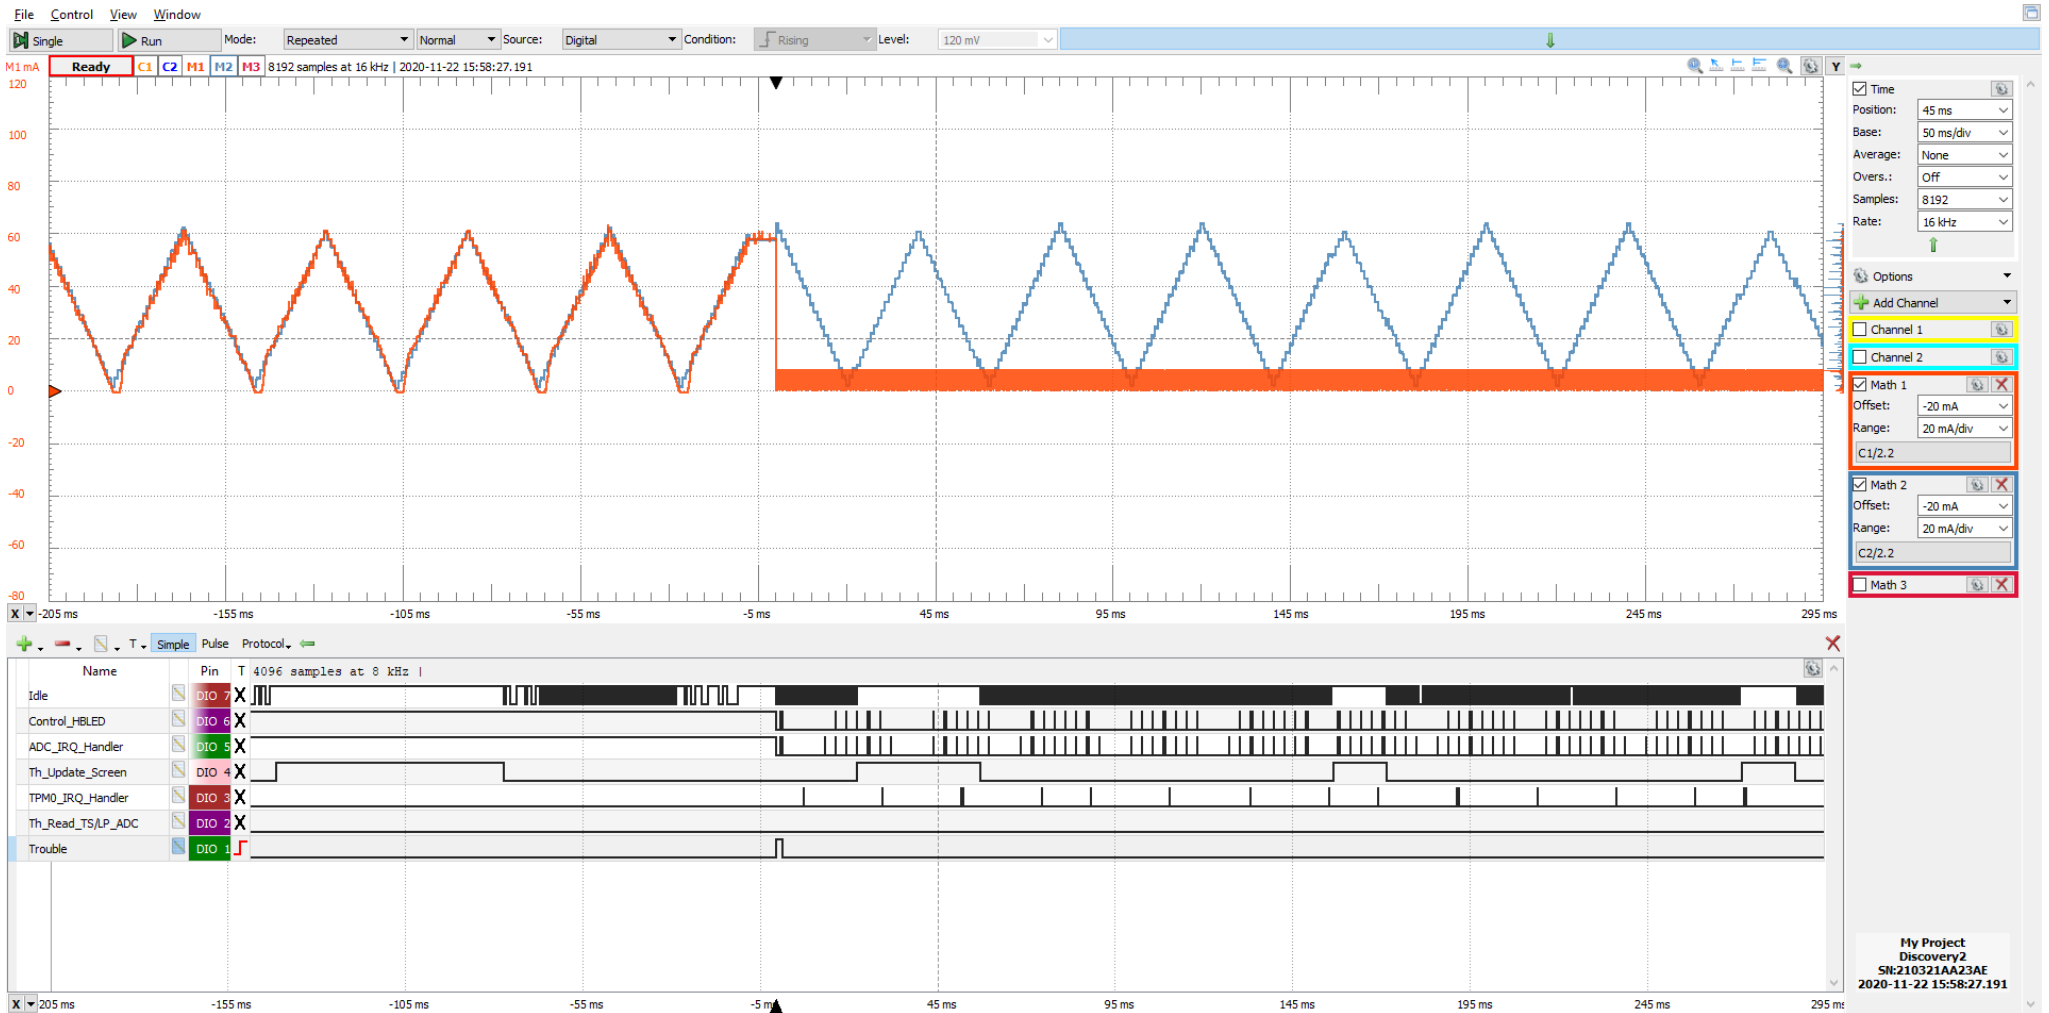 File Control View Window
Single Run Mode: Repeated Normal Source: Digital Condition: Rising Level: 120 mV
M1 mA Ready C1 C2 M1 M2 M3 8192 samples at 16 kHz | 2020-11-22 15:58:27.191 Y
120
100
80
60
40
20
0
-20
-40
-60
-80
X -205 ms -155 ms -105 ms -55 ms -5 ms 45 ms 95 ms 145 ms 195 ms 245 ms 295 ms
Time
Position: 45 ms
Base: 50 ms/div
Average: None
Overs.: Off
Samples: 8192
Rate: 16 kHz
Options
Add Channel
Channel 1
Channel 2
Math 1
Offset: -20 mA
Range: 20 mA/div
C1/2.2
Math 2
Offset: -20 mA
Range: 20 mA/div
C2/2.2
Math 3
T Simple Pulse Protocol
Name Pin T 4096 samples at 8 kHz |
Idle DIO 7 X
Control_HBLED DIO 6 X
ADC_IRQ_Handler DIO 5 X
Th_Update_Screen DIO 4 X
TPM0_IRQ_Handler DIO 3 X
Th_Read_TS/LP_ADC DIO 2 X
Trouble DIO 1
X -205 ms -155 ms -105 ms -55 ms -5 m 45 ms 95 ms 145 ms 195 ms 245 ms 295 ms
My Project
Discovery2
SN:210321AA23AE
2020-11-22 15:58:27.191